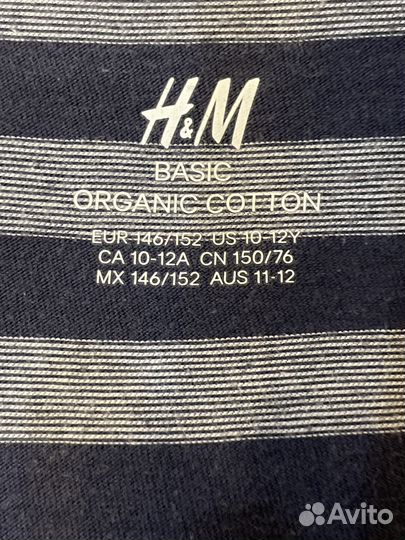 H&M
BASIC
ORGANIC COTTON
EUR 146/152 US 10-12Y
CA 10-12A CN 150/76
MX 146/152 AUS 11-12
Avito